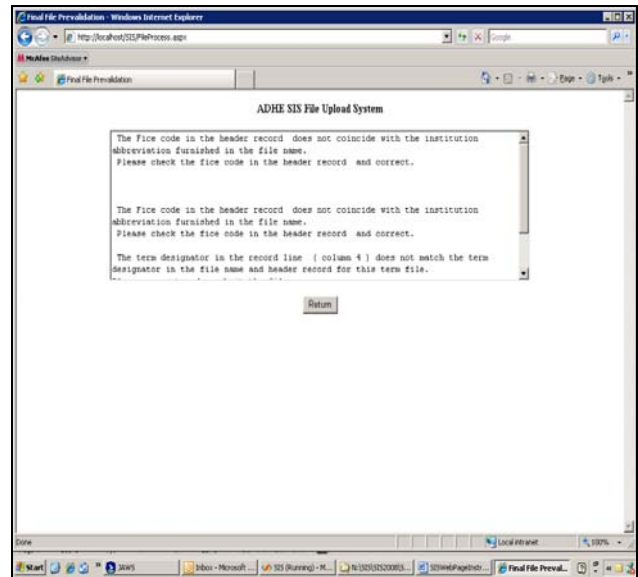 Final File Prevalidation - Windows Internet Explorer
http://localhost/SIS/FileProcess.aspx
Google
McAfee SiteAdvisor
Final File Prevalidation
Page
Tools
ADHE SIS File Upload System
The Fice code in the header record does not coincide with the institution
abbreviation furnished in the file name.
Please check the fice code in the header record and correct.
The Fice code in the header record does not coincide with the institution
abbreviation furnished in the file name.
Please check the fice code in the header record and correct.
The term designator in the record line ( column 4 ) does not match the term
designator in the file name and header record for this term file.
Return
Done
Local intranet
100%
Start
JAWS
Inbox - Microsoft ...
SIS (Running) - M...
Final File Preval...